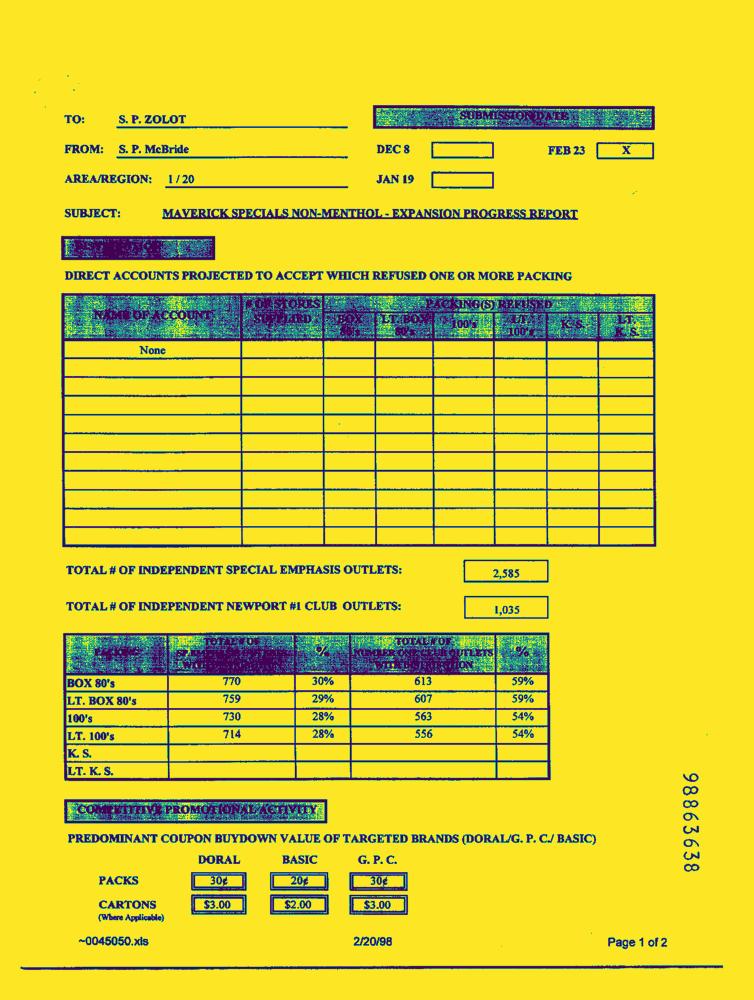 TO: S. P. ZOLOT SUBMISSION DATE
FROM: S. P. McBride DEC 8 FEB 23 X
AREA/REGION: 1 / 20 JAN 19
SUBJECT: MAVERICK SPECIALS NON-MENTHOL - EXPANSION PROGRESS REPORT
DISTRIBUTION
DIRECT ACCOUNTS PROJECTED TO ACCEPT WHICH REFUSED ONE OR MORE PACKING
NAME OF ACCOUNT # OF STORES SUPPLIED PACKING(S) REFUSED
BOX 80's LT. BOX 80's 100's LT. 100's K. S. LT. K. S.
None
TOTAL # OF INDEPENDENT SPECIAL EMPHASIS OUTLETS: 2,585
TOTAL # OF INDEPENDENT NEWPORT #1 CLUB OUTLETS: 1,035
PACKING TOTAL # OF % TOTAL # OF NUMBER ONE CLUB OUTLETS WITH DISTRIBUTION %
BOX 80's 770 30% 613 59%
LT. BOX 80's 759 29% 607 59%
100's 730 28% 563 54%
LT. 100's 714 28% 556 54%
K. S.
LT. K. S.
COMPETITIVE PROMOTIONAL ACTIVITY
PREDOMINANT COUPON BUYDOWN VALUE OF TARGETED BRANDS (DORAL/G. P. C./ BASIC)
DORAL BASIC G. P. C.
PACKS 30¢ 20¢ 30¢
CARTONS $3.00 $2.00 $3.00
(Where Applicable)
~0045050.xls 2/20/98 Page 1 of 2
98863638